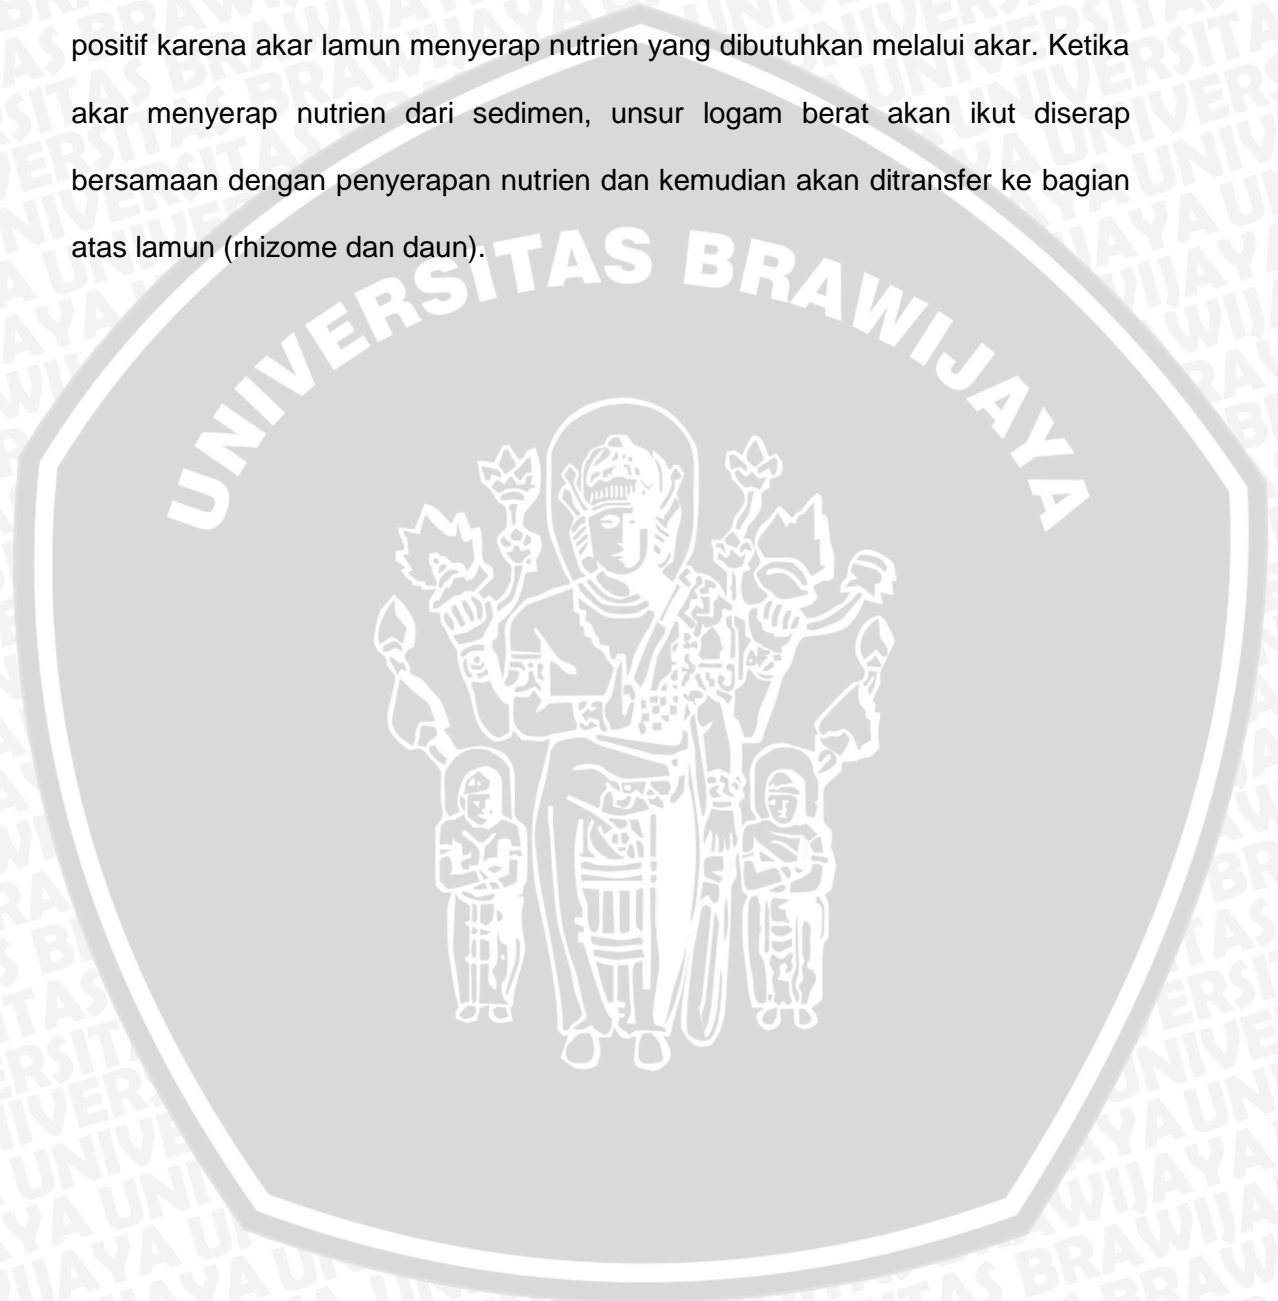 positif karena akar lamun menyerap nutrien yang dibutuhkan melalui akar. Ketika
akar menyerap nutrien dari sedimen, unsur logam berat akan ikut diserap
bersamaan dengan penyerapan nutrien dan kemudian akan ditransfer ke bagian
atas lamun (rhizome dan daun).
UNIVERSITAS BRAWIJAYA